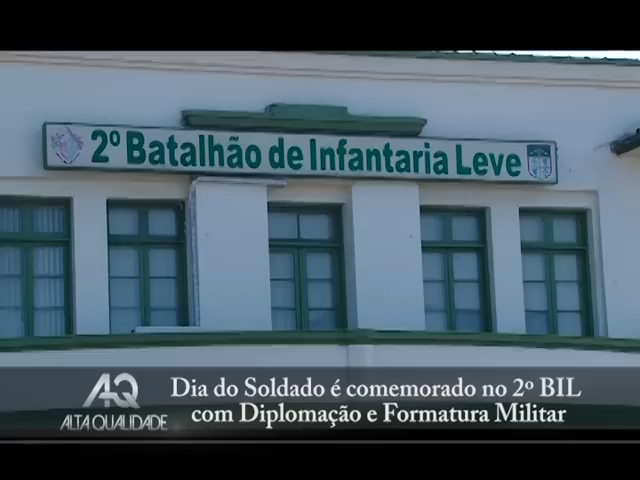 2º Batalhão de Infantaria Leve
Dia do Soldado é comemorado no 2º BIL
com Diplomação e Formatura Militar
AQ
ALTA QUALIDADE